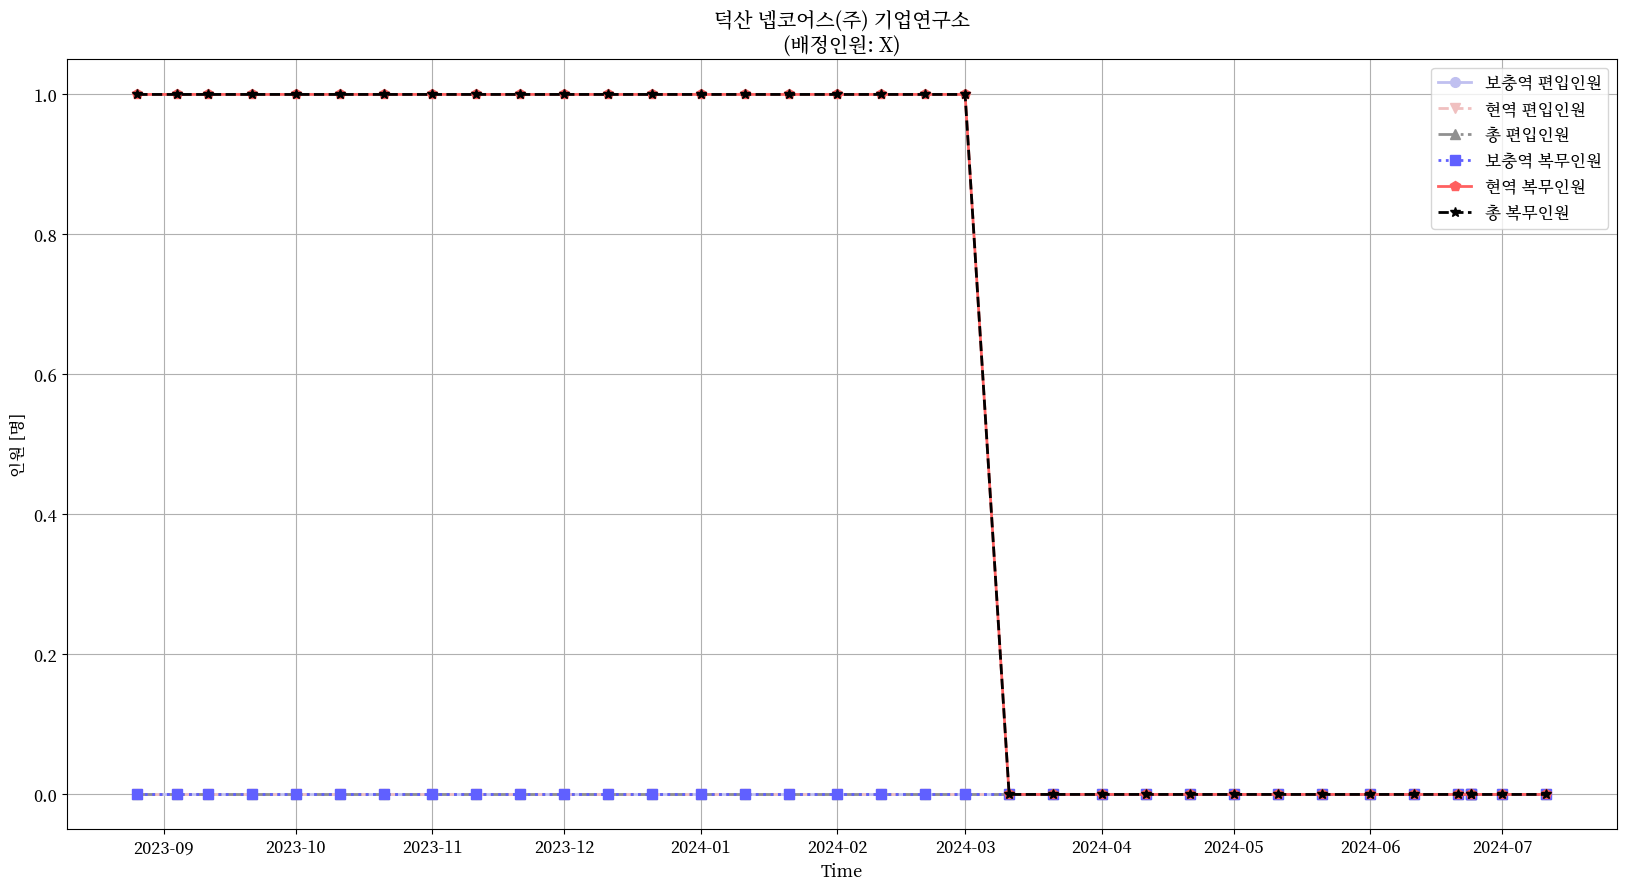 덕산 넵코어스(주) 기업연구소
(배정인원: X)
보충역 편입인원
현역 편입인원
총 편입인원
보충역 복무인원
현역 복무인원
총 복무인원
인원 [명]
1.0
0.8
0.6
0.4
0.2
0.0
2023-09
2023-10
2023-11
2023-12
2024-01
2024-02
2024-03
2024-04
2024-05
2024-06
2024-07
Time